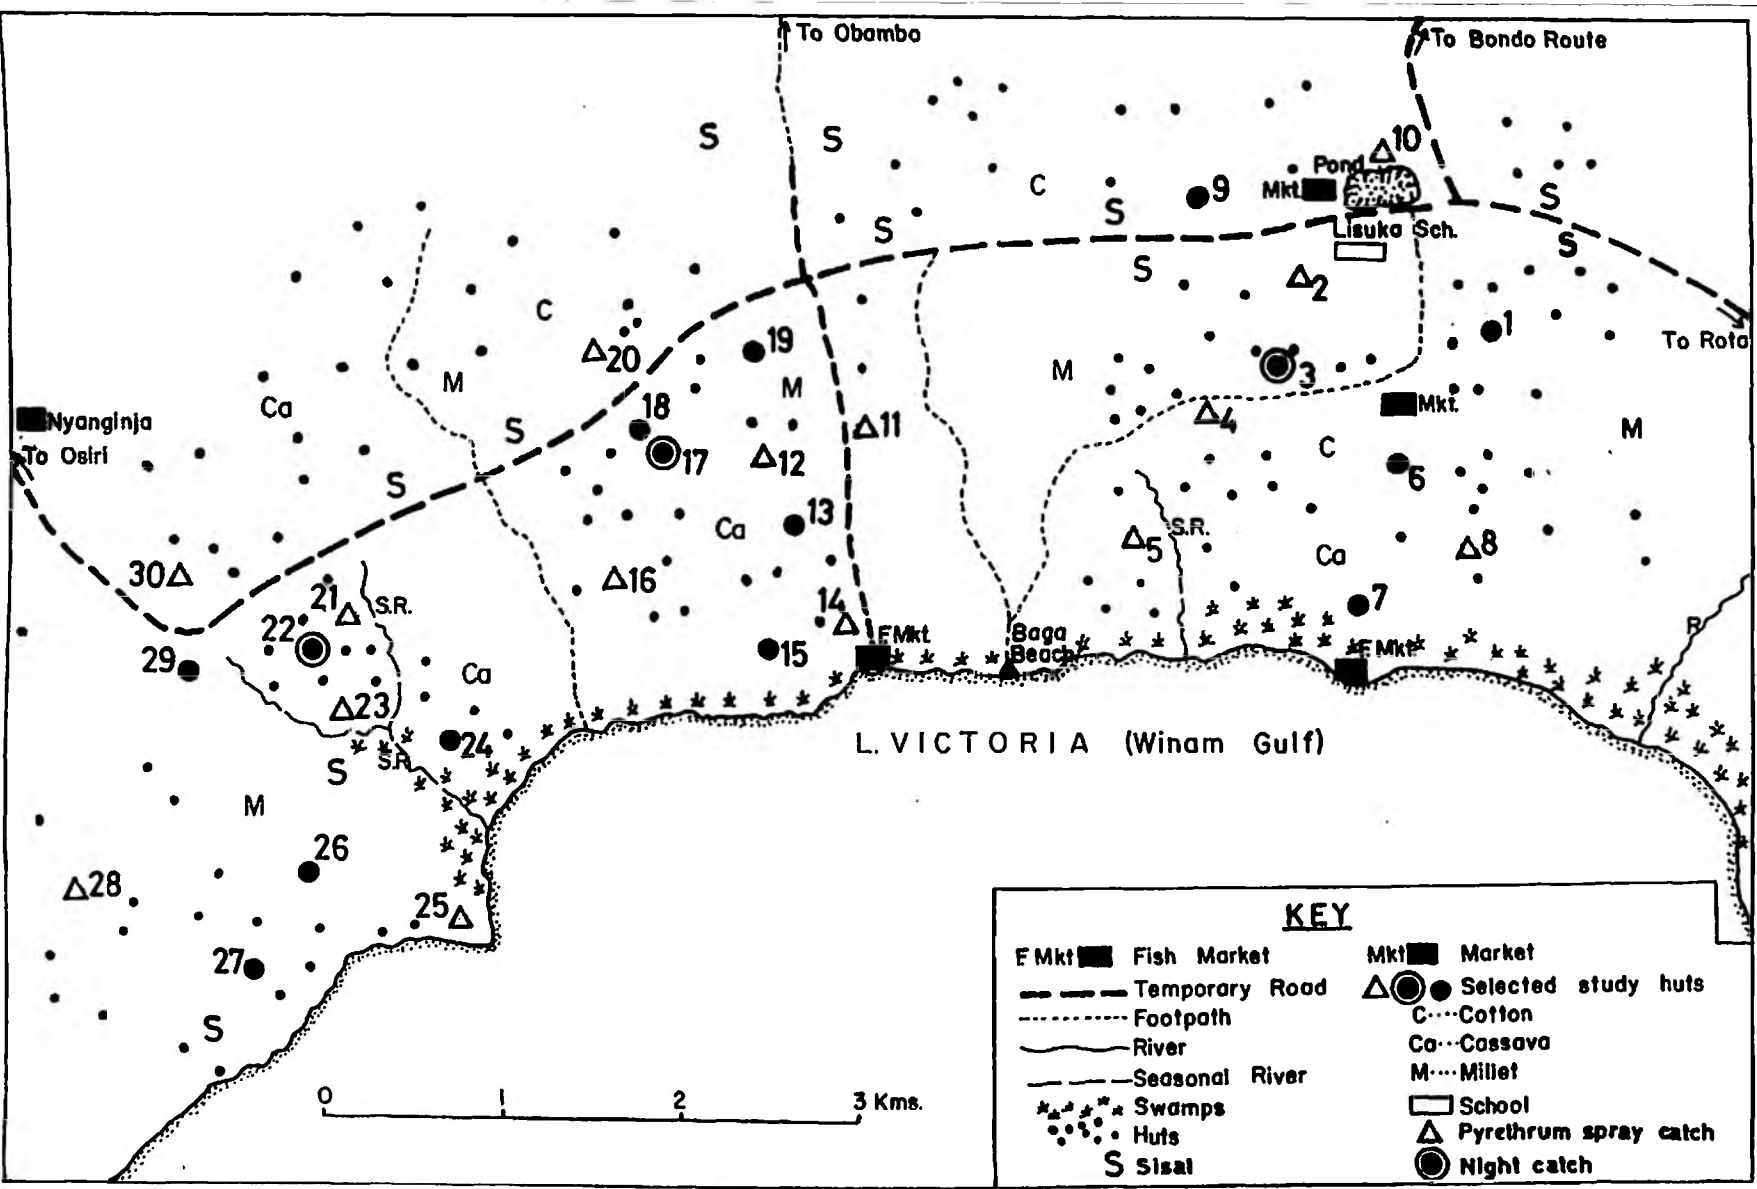 To Obambo
To Bondo Route
S
S
10
Pond
C
Mkt.
9
S
S
S
Lisuka Sch.
S
S
2
C
1
To Rota
20
19
M
M
M
3
Ca
18
Mkt.
Nyanginja
S
11
4
C
M
To Osiri
17
12
6
S
13
Ca
S.R.
5
Ca
8
30
16
21
S.R.
14
7
22
F Mkt.
Baga
Beach
R
29
15
F Mkt
Ca
23
24
S.R.
S
L. VICTORIA (Winam Gulf)
M
26
28
25
27
S
0 1 2 3 Kms.
KEY
F Mkt Fish Market
Temporary Road
Footpath
River
Seasonal River
Swamps
Huts
S Sisal
Mkt Market
Selected study huts
C....Cotton
Ca...Cassava
M....Millet
School
Pyrethrum spray catch
Night catch